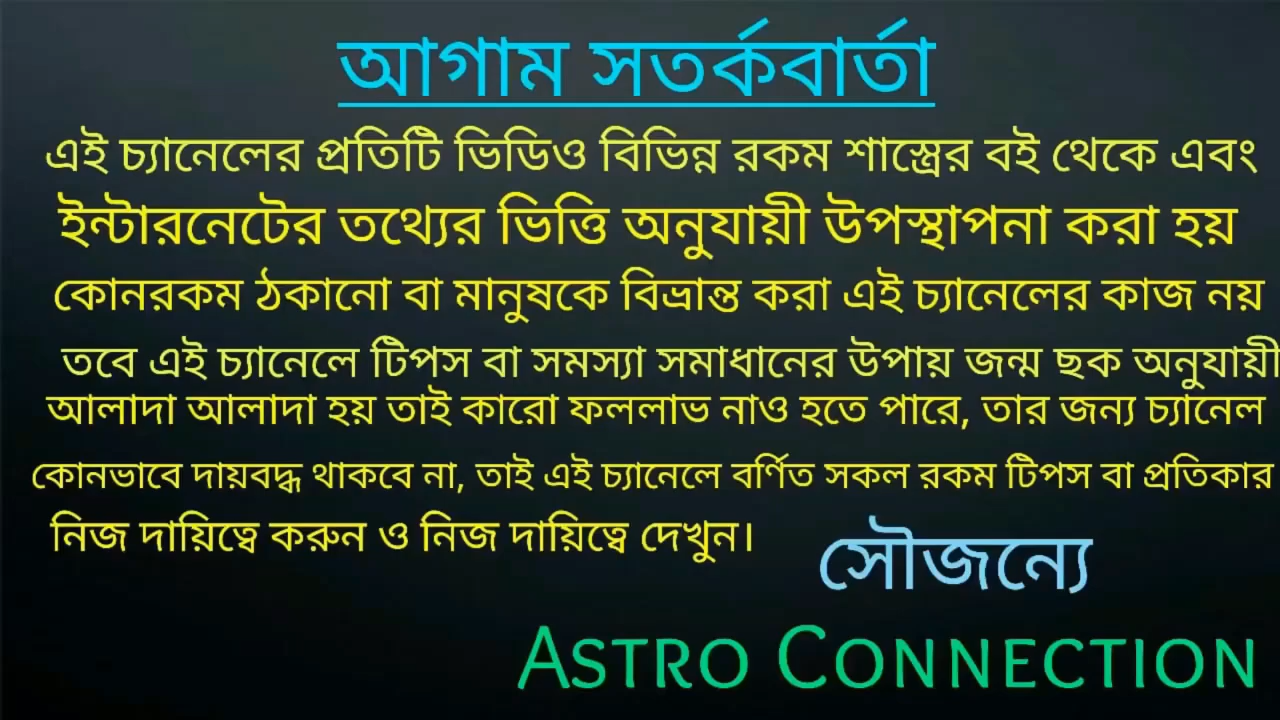 আগাম সতর্কবার্তা
এই চ্যানেলের প্রতিটি ভিডিও বিভিন্ন রকম শাস্ত্রের বই থেকে এবং
ইন্টারনেটের তথ্যের ভিত্তি অনুযায়ী উপস্থাপনা করা হয়
কোনরকম ঠকানো বা মানুষকে বিভ্রান্ত করা এই চ্যানেলের কাজ নয়
তবে এই চ্যানেলে টিপস বা সমস্যা সমাধানের উপায় জন্ম ছক অনুযায়ী
আলাদা আলাদা হয় তাই কারো ফললাভ নাও হতে পারে, তার জন্য চ্যানেল
কোনভাবে দায়বদ্ধ থাকবে না, তাই এই চ্যানেলে বর্ণিত সকল রকম টিপস বা প্রতিকার
নিজ দায়িত্বে করুন ও নিজ দায়িত্বে দেখুন।
সৌজন্যে
ASTRO CONNECTION